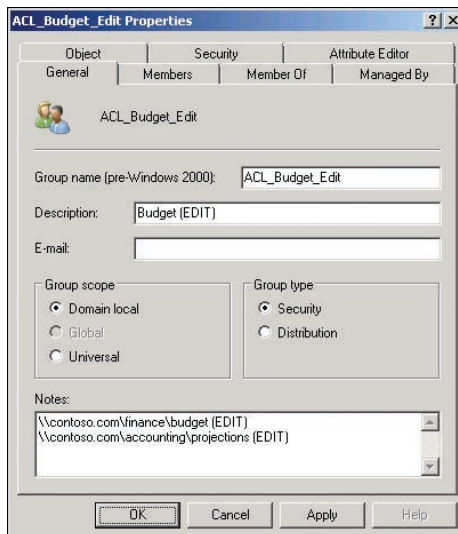 ACL_Budget_Edit Properties
Object Security Attribute Editor
General Members Member Of Managed By
ACL_Budget_Edit
Group name (pre-Windows 2000): ACL_Budget_Edit
Description: Budget (EDIT)
E-mail:
Group scope
Domain local
Global
Universal
Group type
Security
Distribution
Notes:
\\contoso.com\finance\budget (EDIT)
\\contoso.com\accounting\projections (EDIT)
OK Cancel Apply Help